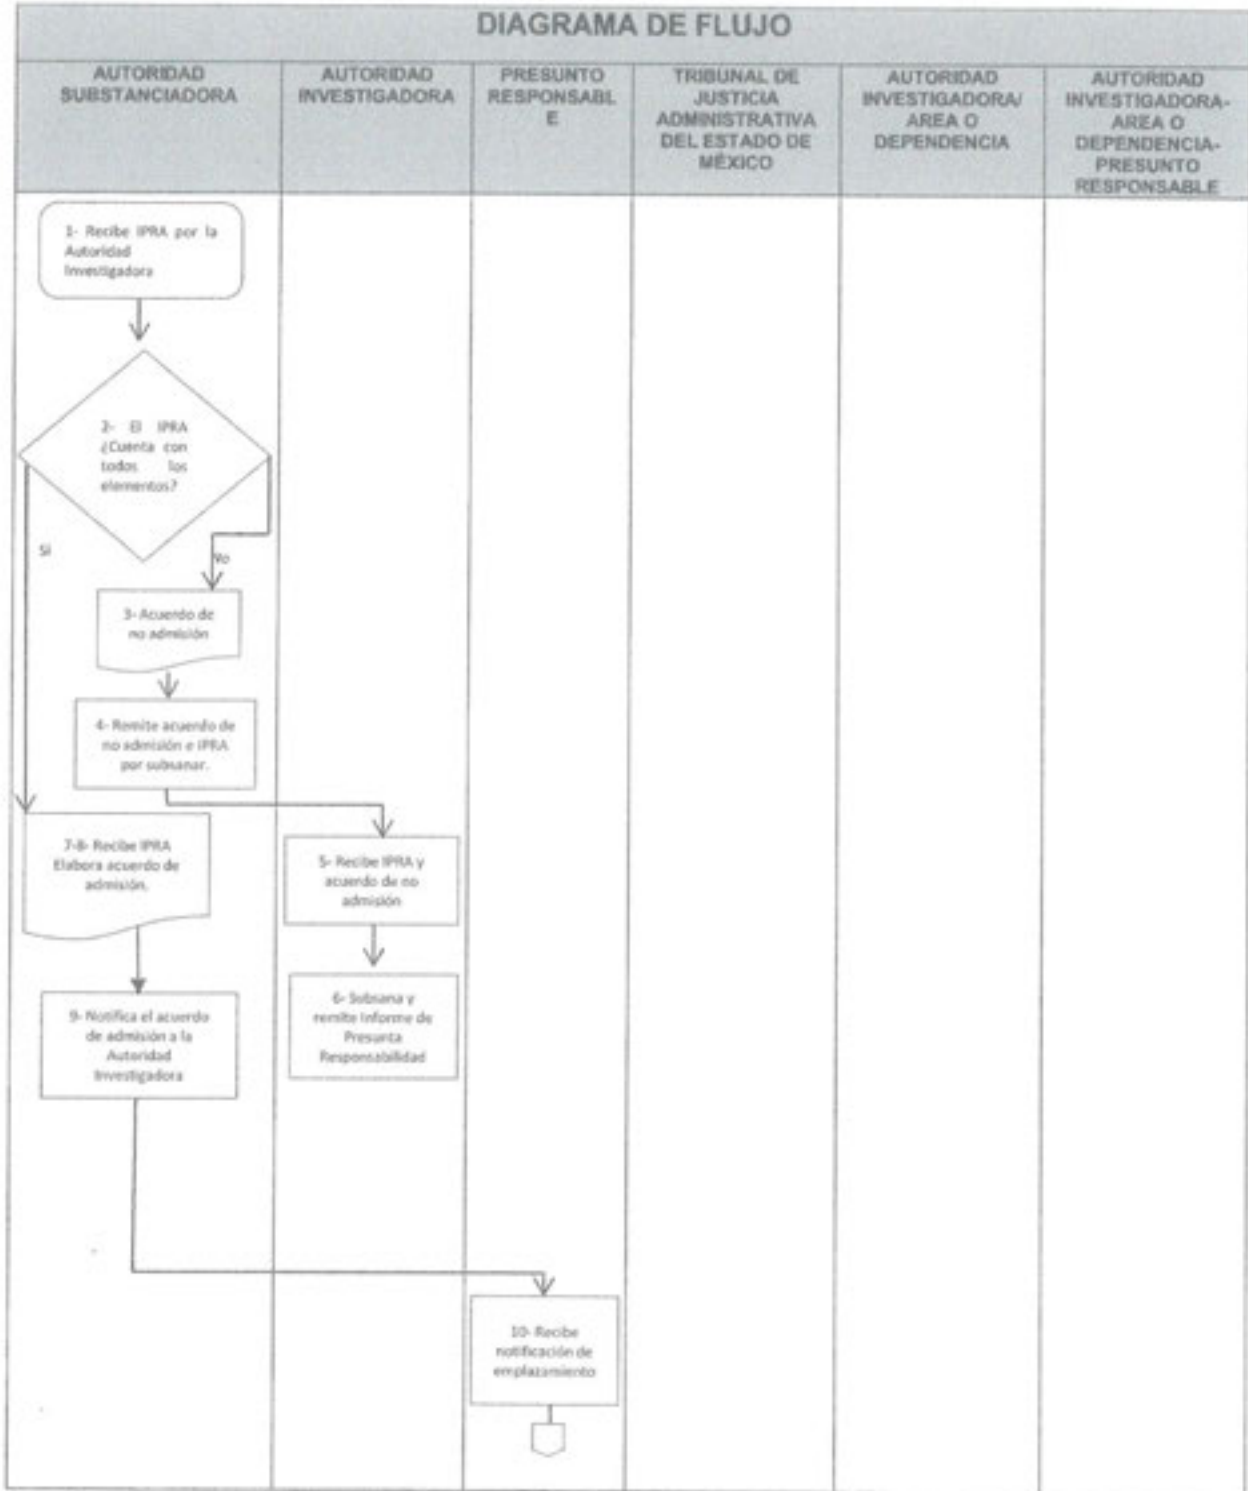 DIAGRAMA DE FLUJO
AUTORIDAD
SUBSTANCIADORA
AUTORIDAD
INVESTIGADORA
PRESUNTO
RESPONSABL
E
TRIBUNAL DE
JUSTICIA
ADMINISTRATIVA
DEL ESTADO DE
MÉXICO
AUTORIDAD
INVESTIGADORA/
AREA O
DEPENDENCIA
AUTORIDAD
INVESTIGADORA-
AREA O
DEPENDENCIA-
PRESUNTO
RESPONSABLE
1- Recibe IPRA por la
Autoridad
Investigadora
2- El IPRA
¿Cuenta con
todos los
elementos?
Si
No
3- Acuerdo de
no admisión
4- Remite acuerdo de
no admisión e IPRA
por subsanar.
7-8- Recibe IPRA
Elabora acuerdo de
admisión.
5- Recibe IPRA y
acuerdo de no
admisión
6- Subsana y
remite Informe de
Presunta
Responsabilidad
9- Notifica el acuerdo
de admisión a la
Autoridad
Investigadora
10- Recibe
notificación de
emplazamiento